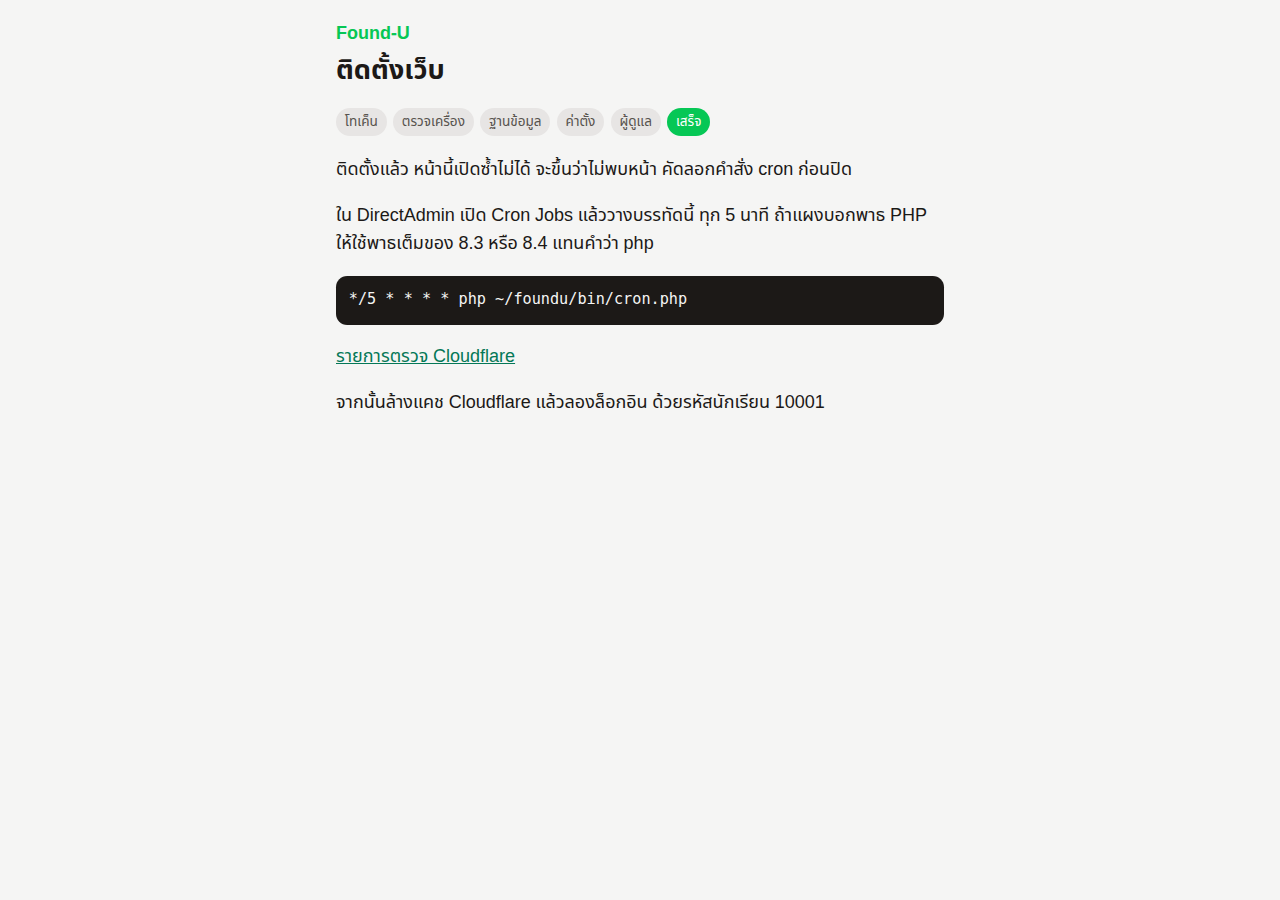 Found-U
ติดตั้งเว็บ
โทเค็น ตรวจเครื่อง ฐานข้อมูล ค่าตั้ง ผู้ดูแล เสร็จ
ติดตั้งแล้ว หน้านี้เปิดซ้ำไม่ได้ จะขึ้นว่าไม่พบหน้า คัดลอกคำสั่ง cron ก่อนปิด
ใน DirectAdmin เปิด Cron Jobs แล้ววางบรรทัดนี้ ทุก 5 นาที ถ้าแผงบอกพาธ PHP
ให้ใช้พาธเต็มของ 8.3 หรือ 8.4 แทนคำว่า php
*/5 * * * * php ~/foundu/bin/cron.php
รายการตรวจ Cloudflare
จากนั้นล้างแคช Cloudflare แล้วลองล็อกอิน ด้วยรหัสนักเรียน 10001